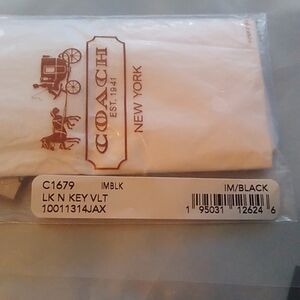 COACH
EST. 1941
NEW YORK
C1679 IMBLK IM/BLACK
LK N KEY VLT
10011314JAX
1 95031 12624 6